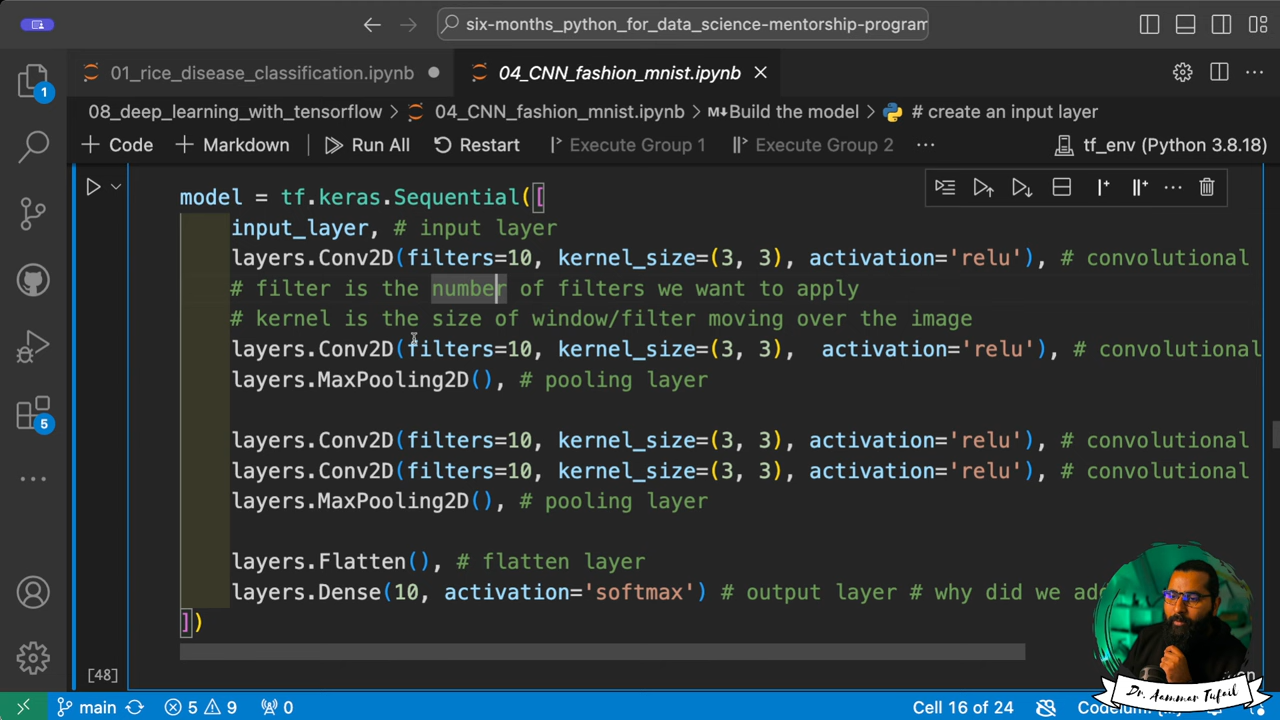 six-months_python_for_data_science-mentorship-program
01_rice_disease_classification.ipynb
04_CNN_fashion_mnist.ipynb
08_deep_learning_with_tensorflow > 04_CNN_fashion_mnist.ipynb > M Build the model > # create an input layer
+ Code + Markdown Run All Restart Execute Group 1 Execute Group 2 ... tf_env (Python 3.8.18)
1
model = tf.keras.Sequential([
input_layer, # input layer
layers.Conv2D(filters=10, kernel_size=(3, 3), activation='relu'), # convolutional
# filter is the number of filters we want to apply
# kernel is the size of window/filter moving over the image
layers.Conv2D(filters=10, kernel_size=(3, 3),  activation='relu'), # convolutional
layers.MaxPooling2D(), # pooling layer
layers.Conv2D(filters=10, kernel_size=(3, 3), activation='relu'), # convolutional
layers.Conv2D(filters=10, kernel_size=(3, 3), activation='relu'), # convolutional
layers.MaxPooling2D(), # pooling layer
layers.Flatten(), # flatten layer
layers.Dense(10, activation='softmax') # output layer # why did we
])
5
[48]
Dr. Aammar Tufail
main 5 9 0 Cell 16 of 24